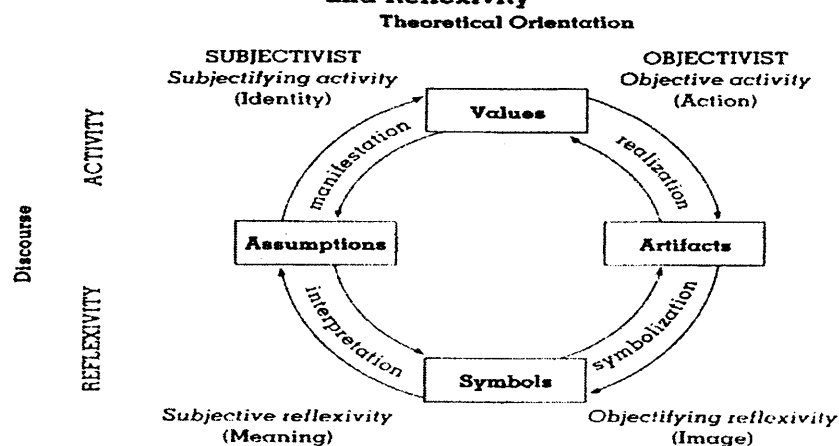 and Reflexivity
Theoretical Orientation
SUBJECTIVIST
Subjectifying activity
(Identity)
OBJECTIVIST
Objective activity
(Action)
Discourse
ACTIVITY
REFLEXIVITY
Values
manifestation
realization
Assumptions
Artifacts
interpretation
symbolization
Symbols
Subjective reflexivity
(Meaning)
Objectifying reflexivity
(Image)